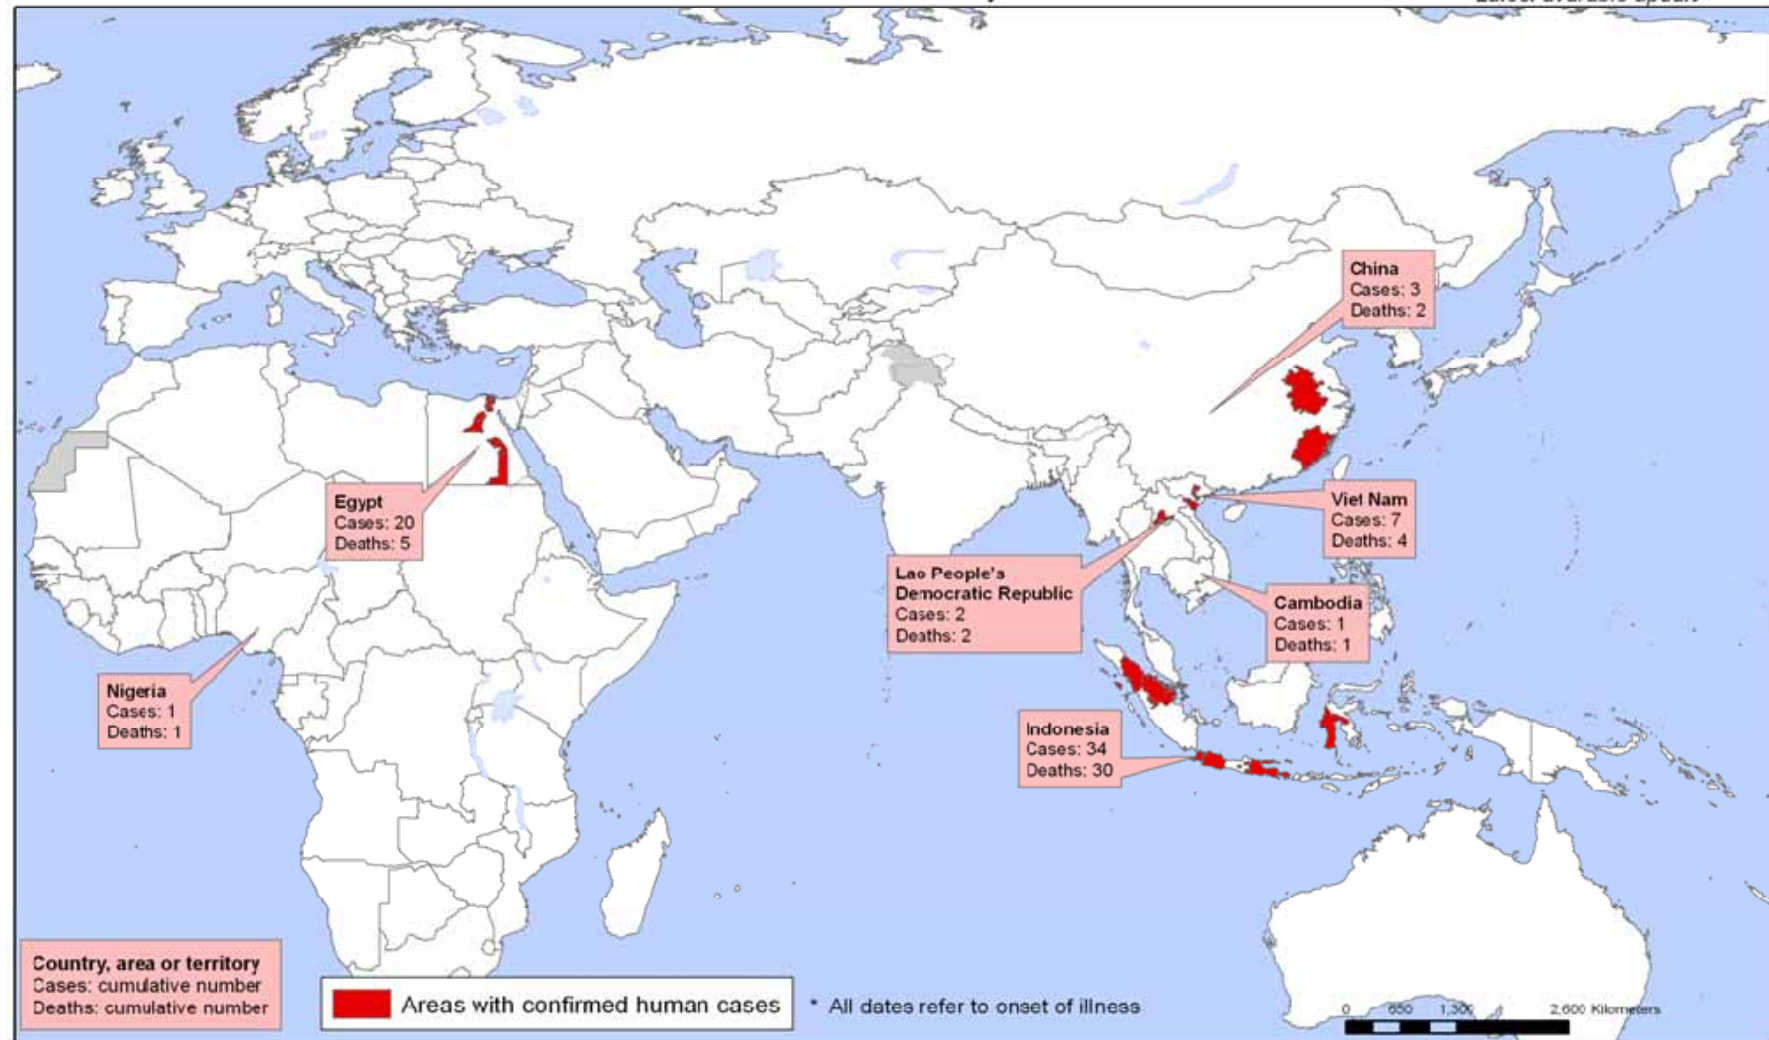 China
Cases: 3
Deaths: 2
Egypt
Cases: 20
Deaths: 5
Viet Nam
Cases: 7
Deaths: 4
Lao People's
Democratic Republic
Cases: 2
Deaths: 2
Cambodia
Cases: 1
Deaths: 1
Nigeria
Cases: 1
Deaths: 1
Indonesia
Cases: 34
Deaths: 30
Country, area or territory
Cases: cumulative number
Deaths: cumulative number
Areas with confirmed human cases
* All dates refer to onset of illness
0 650 1,300 2,600 Kilometers